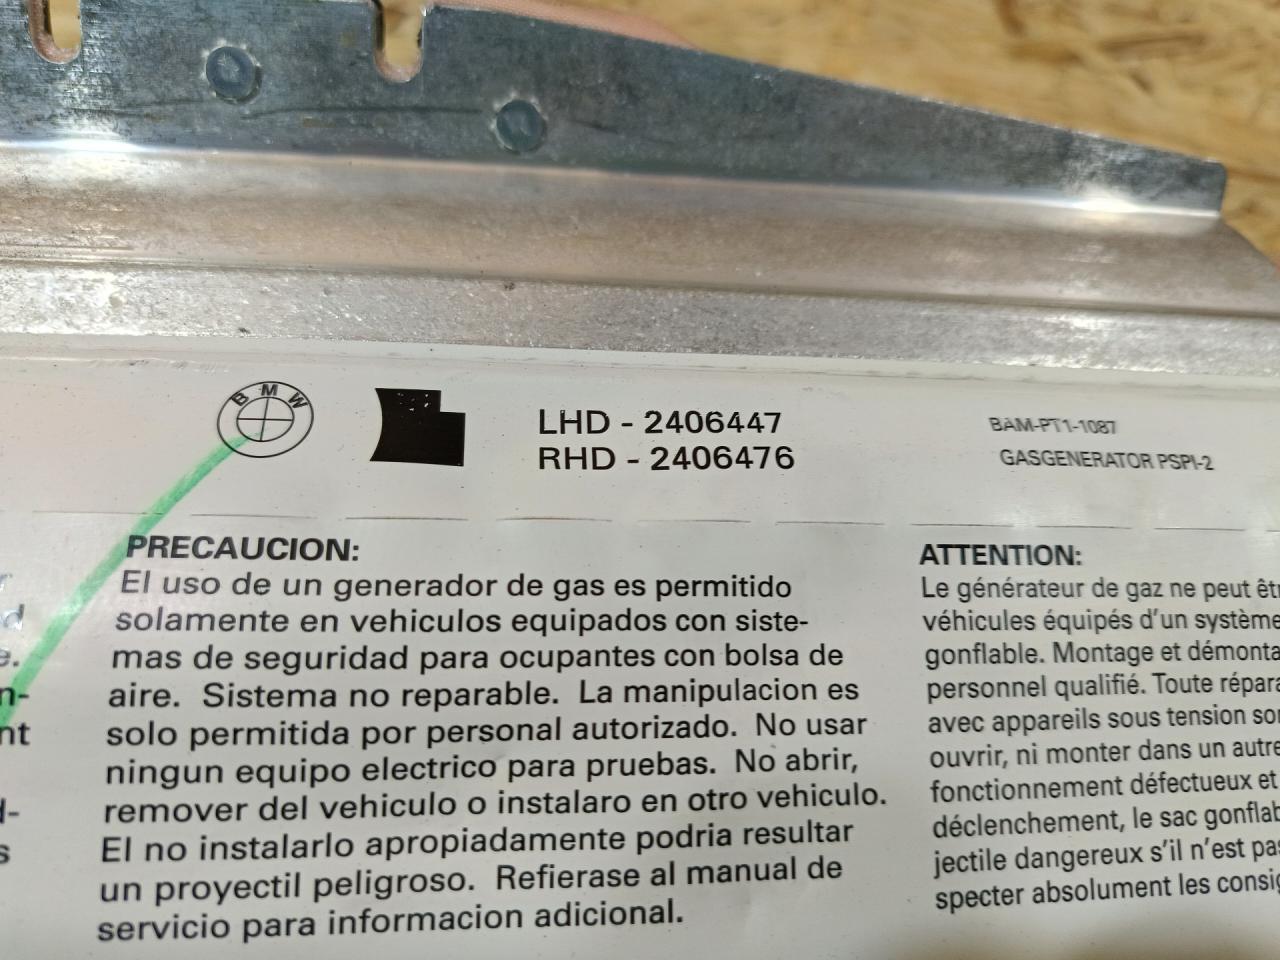 BMW
LHD - 2406447
RHD - 2406476
BAM-PT1-1087
GASGENERATOR PSPI-2
PRECAUCION:
El uso de un generador de gas es permitido
solamente en vehiculos equipados con siste-
mas de seguridad para ocupantes con bolsa de
aire. Sistema no reparable. La manipulacion es
solo permitida por personal autorizado. No usar
ningun equipo electrico para pruebas. No abrir,
remover del vehiculo o instalaro en otro vehiculo.
El no instalarlo apropiadamente podria resultar
un proyectil peligroso. Refierase al manual de
servicio para informacion adicional.
ATTENTION:
Le générateur de gaz ne peut êt
véhicules équipés d'un système
gonflable. Montage et démonta
personnel qualifié. Toute répara
avec appareils sous tension so
ouvrir, ni monter dans un autre
fonctionnement défectueux et
déclenchement, le sac gonflab
jectile dangereux s'il n'est pas
specter absolument les consig